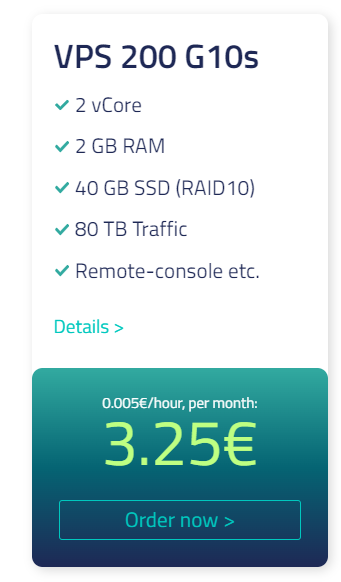 VPS 200 G10s
2 vCore
2 GB RAM
40 GB SSD (RAID10)
80 TB Traffic
Remote-console etc.
Details >
0.005€/hour, per month:
3.25€
Order now >